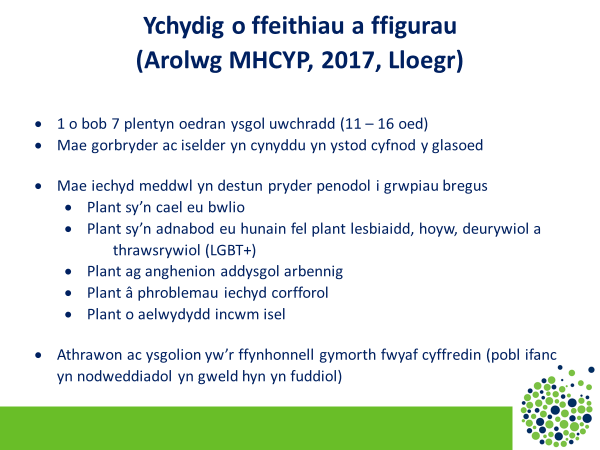 Ychydig o ffeithiau a ffigurau
(Arolwg MHCYP, 2017, Lloegr)
• 1 o bob 7 plentyn oedran ysgol uwchradd (11 – 16 oed)
• Mae gorbryder ac iselder yn cynyddu yn ystod cyfnod y glasoed
• Mae iechyd meddwl yn destun pryder penodol i grwpiau bregus
• Plant sy'n cael eu bwlio
• Plant sy'n adnabod eu hunain fel plant lesbiaidd, hoyw, deurywiol a
thrawsrywiol (LGBT+)
• Plant ag anghenion addysgol arbennig
• Plant â phroblemau iechyd corfforol
• Plant o aelwydydd incwm isel
• Athrawon ac ysgolion yw'r ffynhonnell gymorth fwyaf cyffredin (pobl ifanc
yn nodweddiadol yn gweld hyn yn fuddiol)